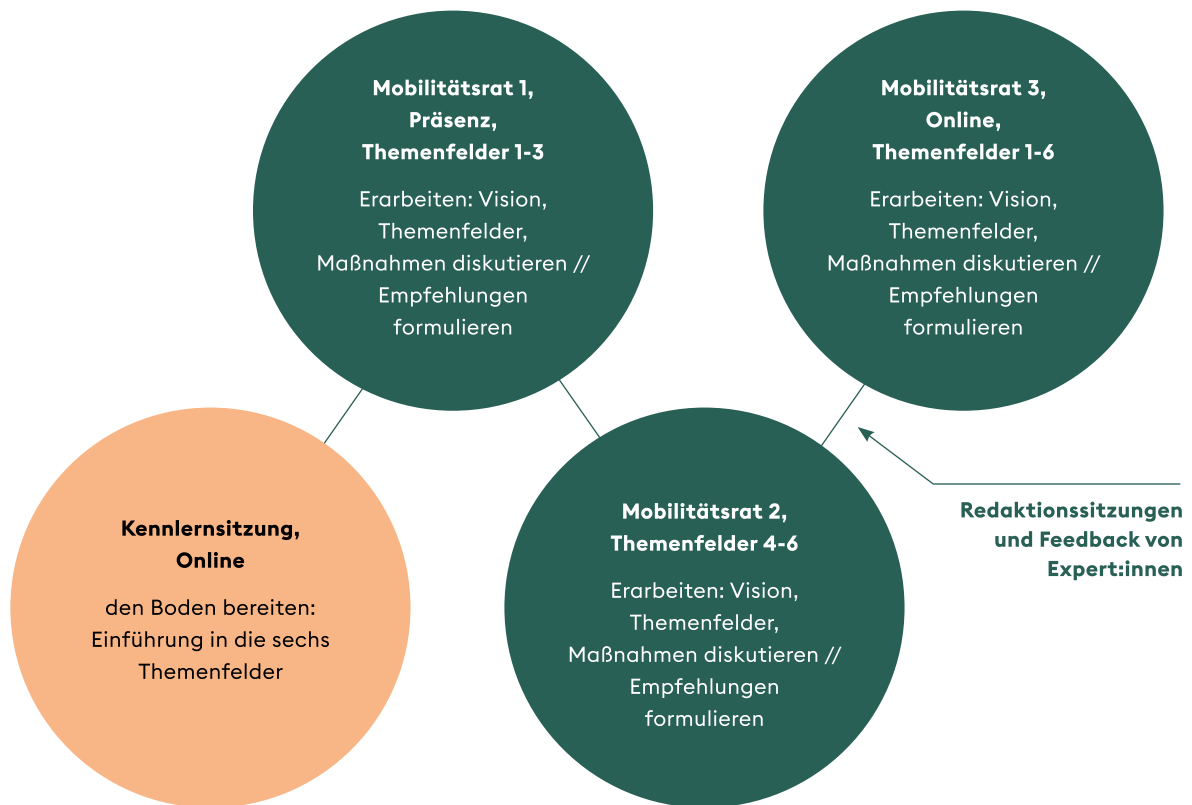 Mobilitätsrat 1,
Präsenz,
Themenfelder 1-3
Erarbeiten: Vision,
Themenfelder,
Maßnahmen diskutieren //
Empfehlungen
formulieren
Mobilitätsrat 3,
Online,
Themenfelder 1-6
Erarbeiten: Vision,
Themenfelder,
Maßnahmen diskutieren //
Empfehlungen
formulieren
Kennlernsitzung,
Online
den Boden bereiten:
Einführung in die sechs
Themenfelder
Mobilitätsrat 2,
Themenfelder 4-6
Erarbeiten: Vision,
Themenfelder,
Maßnahmen diskutieren //
Empfehlungen
formulieren
Redaktionssitzungen
und Feedback von
Expert:innen